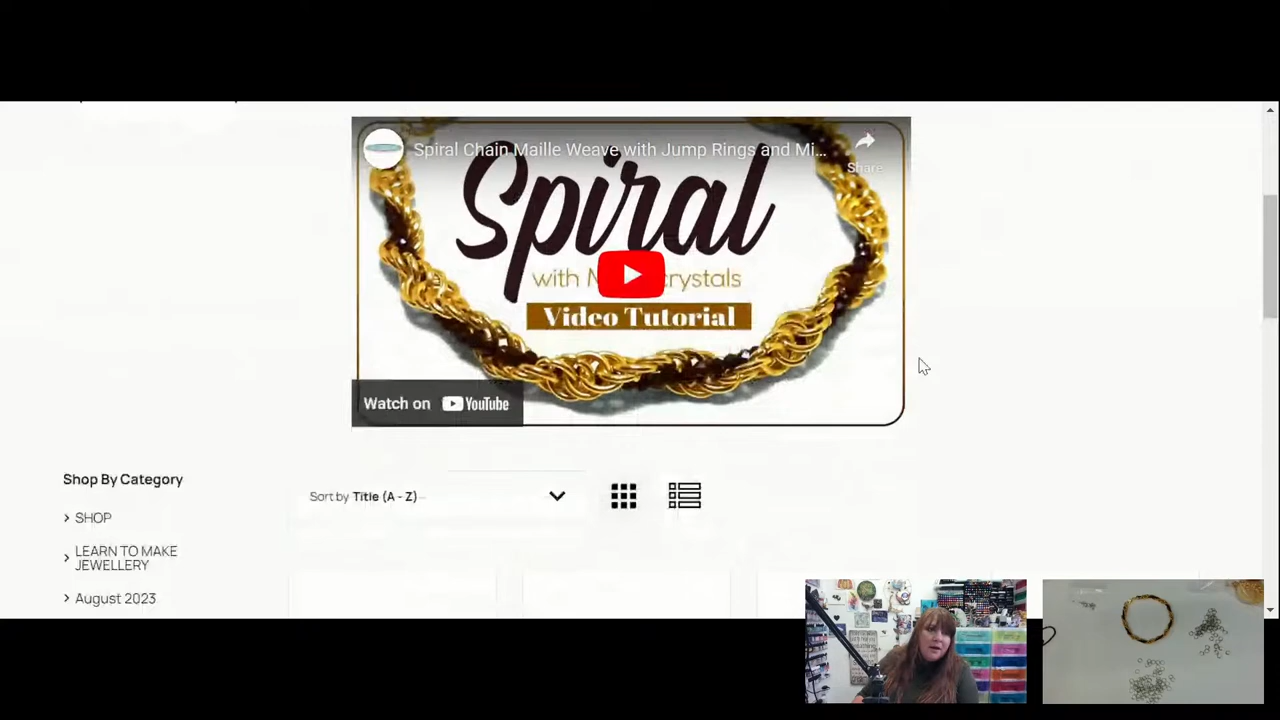 Spiral Chain Maille Weave with Jump Rings and Mi...
Share
Spiral
with M crystals
Video Tutorial
Watch on YouTube
Shop By Category
Sort by Title (A - Z)
SHOP
LEARN TO MAKE
JEWELLERY
August 2023